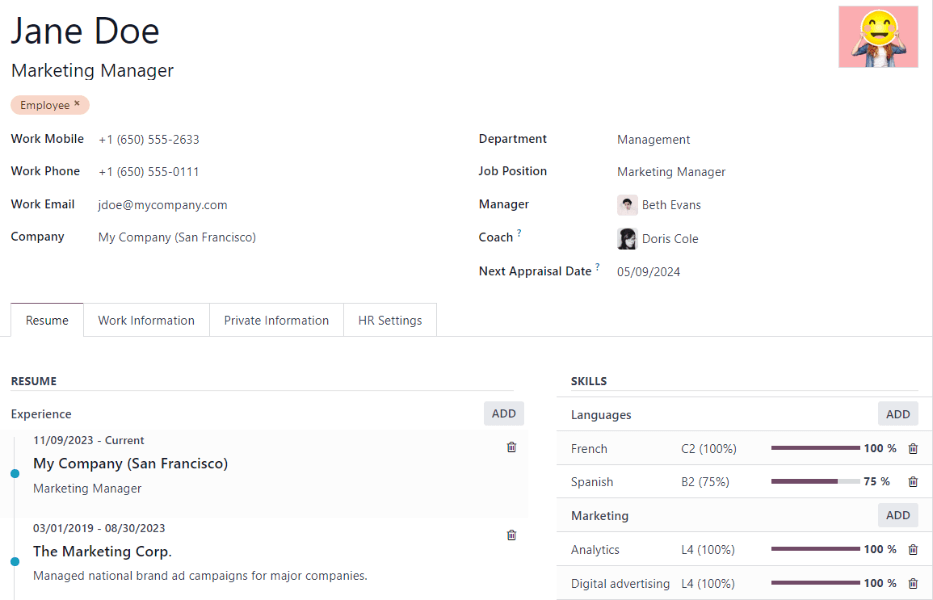 Jane Doe
Marketing Manager
Employee ×
Work Mobile +1 (650) 555-2633
Work Phone +1 (650) 555-0111
Work Email jdoe@mycompany.com
Company My Company (San Francisco)
Department Management
Job Position Marketing Manager
Manager Beth Evans
Coach ? Doris Cole
Next Appraisal Date ? 05/09/2024
Resume Work Information Private Information HR Settings
RESUME
Experience ADD
11/09/2023 - Current
My Company (San Francisco)
Marketing Manager
03/01/2019 - 08/30/2023
The Marketing Corp.
Managed national brand ad campaigns for major companies.
SKILLS
Languages ADD
French C2 (100%) 100 %
Spanish B2 (75%) 75 %
Marketing ADD
Analytics L4 (100%) 100 %
Digital advertising L4 (100%) 100 %